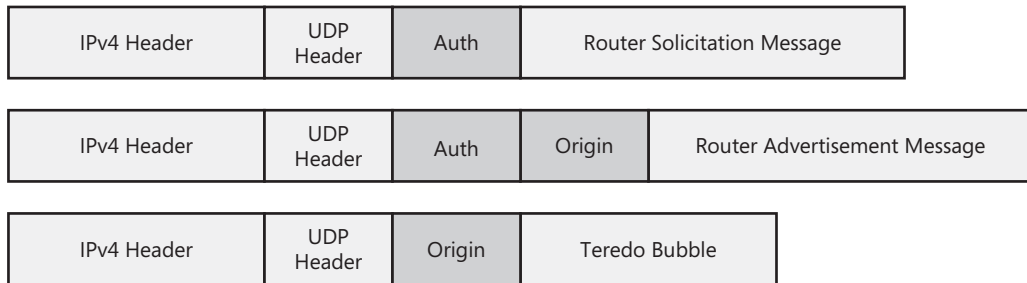 IPv4 Header
UDP
Header
Auth
Router Solicitation Message
IPv4 Header
UDP
Header
Auth
Origin
Router Advertisement Message
IPv4 Header
UDP
Header
Origin
Teredo Bubble